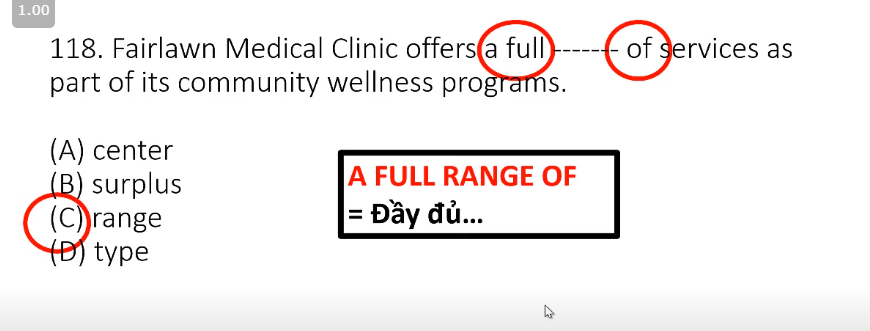 1.00
118. Fairlawn Medical Clinic offers a full ------- of services as
part of its community wellness programs.
(A) center
(B) surplus
(C) range
(D) type
A FULL RANGE OF
= Đầy đủ...